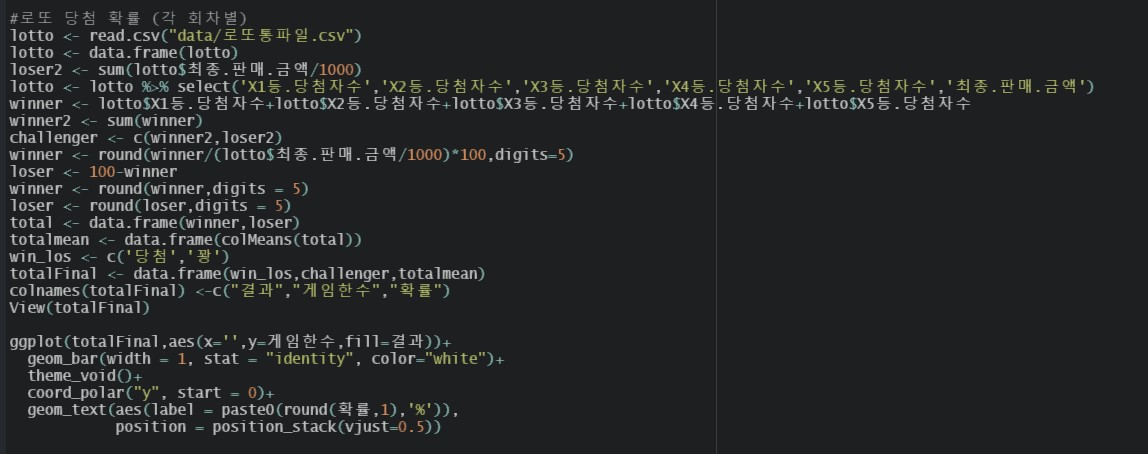 #로또 당첨 확률 (각 회차별)
lotto <- read.csv("data/로또통파일.csv")
lotto <- data.frame(lotto)
loser2 <- sum(lotto$최종.판매.금액/1000)
lotto <- lotto %>% select('X1등.당첨자수','X2등.당첨자수','X3등.당첨자수','X4등.당첨자수','X5등.당첨자수','최종.판매.금액')
winner <- lotto$X1등.당첨자수+lotto$X2등.당첨자수+lotto$X3등.당첨자수+lotto$X4등.당첨자수+lotto$X5등.당첨자수
winner2 <- sum(winner)
challenger <- c(winner2,loser2)
winner <- round(winner/(lotto$최종.판매.금액/1000)*100,digits=5)
loser <- 100-winner
winner <- round(winner,digits = 5)
loser <- round(loser,digits = 5)
total <- data.frame(winner,loser)
totalmean <- data.frame(colMeans(total))
win_los <- c('당첨','꽝')
totalFinal <- data.frame(win_los,challenger,totalmean)
colnames(totalFinal) <-c("결과","게임한수","확률")
View(totalFinal)
ggplot(totalFinal,aes(x='',y=게임한수,fill=결과))+
  geom_bar(width = 1, stat = "identity", color="white")+
  theme_void()+
  coord_polar("y", start = 0)+
  geom_text(aes(label = paste0(round(확률,1),'%')),
            position = position_stack(vjust=0.5))